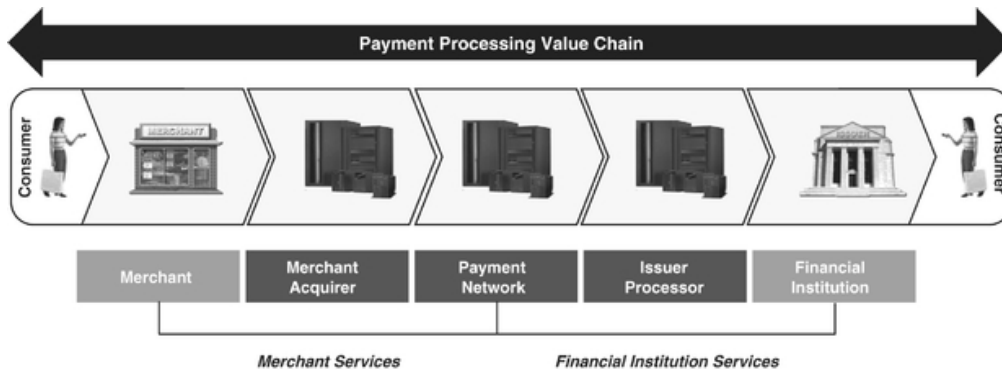 Payment Processing Value Chain
Consumer
MERCHANT
ISSUER
Consumer
Merchant
Merchant
Acquirer
Payment
Network
Issuer
Processor
Financial
Institution
Merchant Services
Financial Institution Services